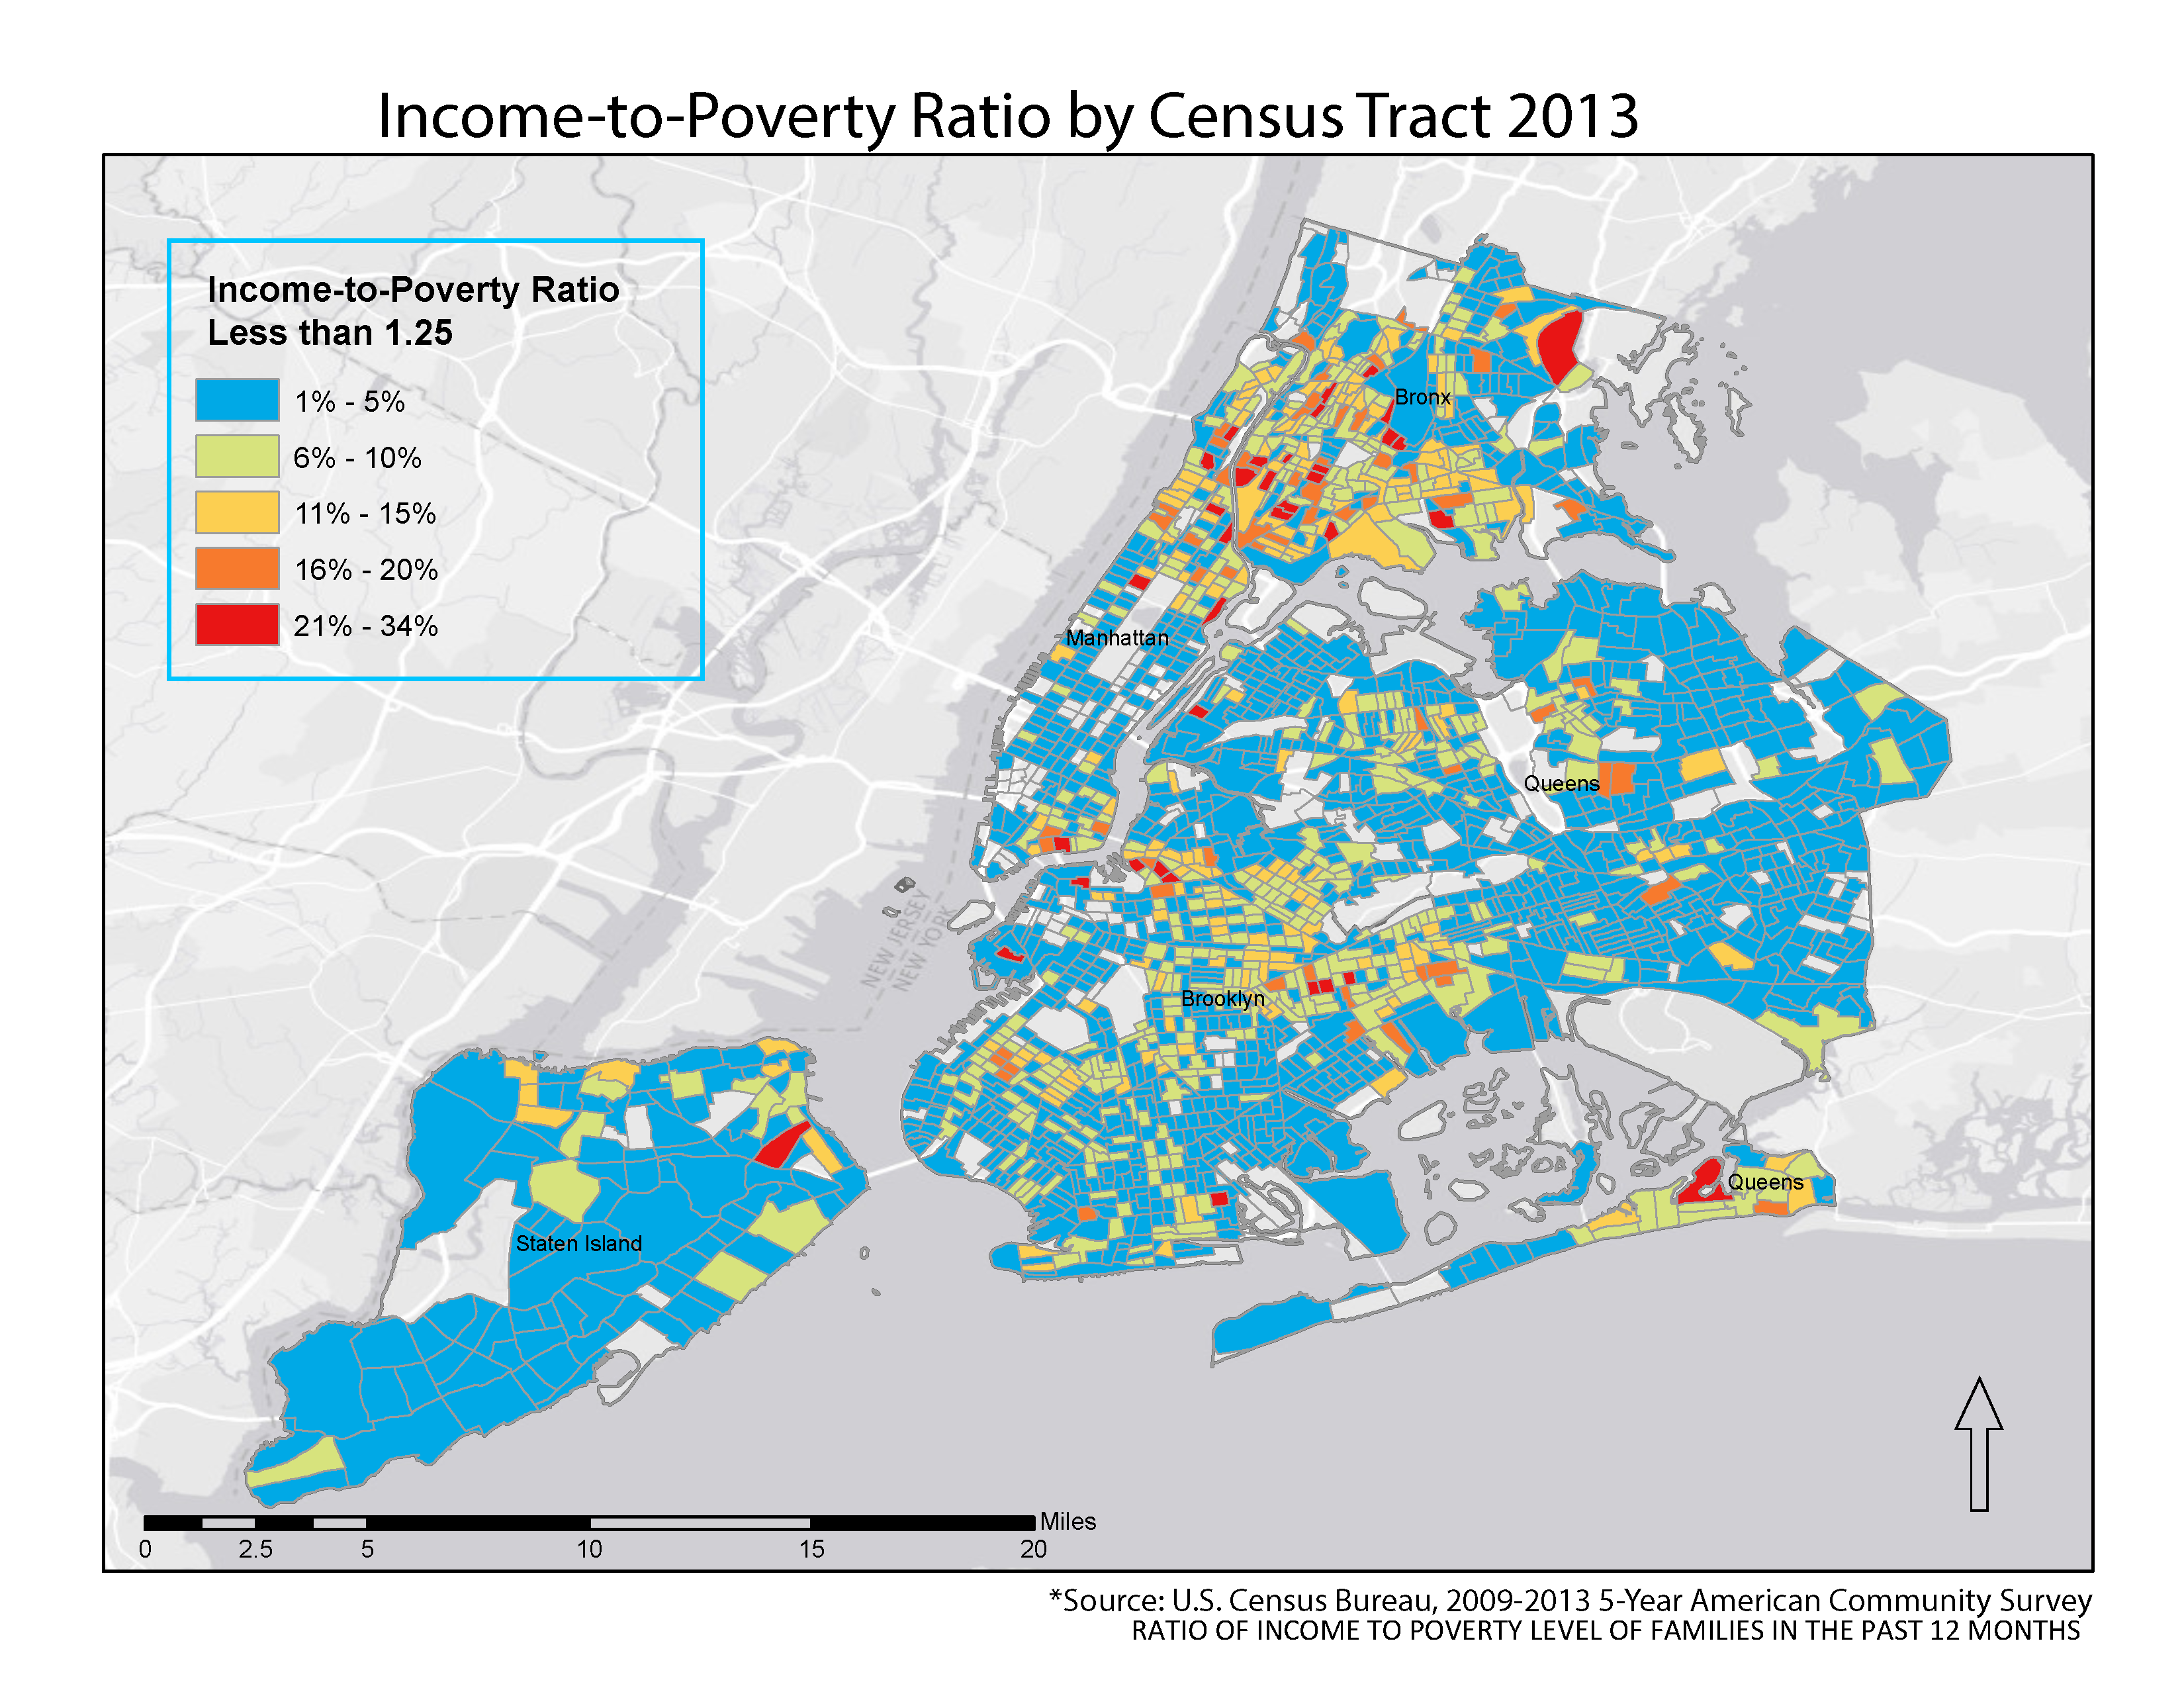 Income-to-Poverty Ratio by Census Tract 2013
Income-to-Poverty Ratio
Less than 1.25
1% - 5%
6% - 10%
11% - 15%
16% - 20%
21% - 34%
Bronx
Manhattan
Queens
NEW JERSEY
NEW YORK
Brooklyn
Queens
Staten Island
Miles
0 2.5 5 10 15 20
*Source: U.S. Census Bureau, 2009-2013 5-Year American Community Survey
RATIO OF INCOME TO POVERTY LEVEL OF FAMILIES IN THE PAST 12 MONTHS